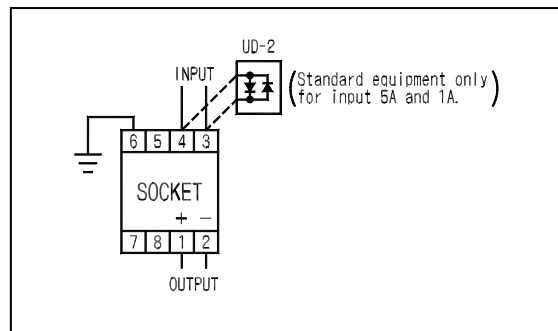 UD-2
INPUT
(Standard equipment only
for input 5A and 1A.)
6 5 4 3
SOCKET
+ −
7 8 1 2
OUTPUT